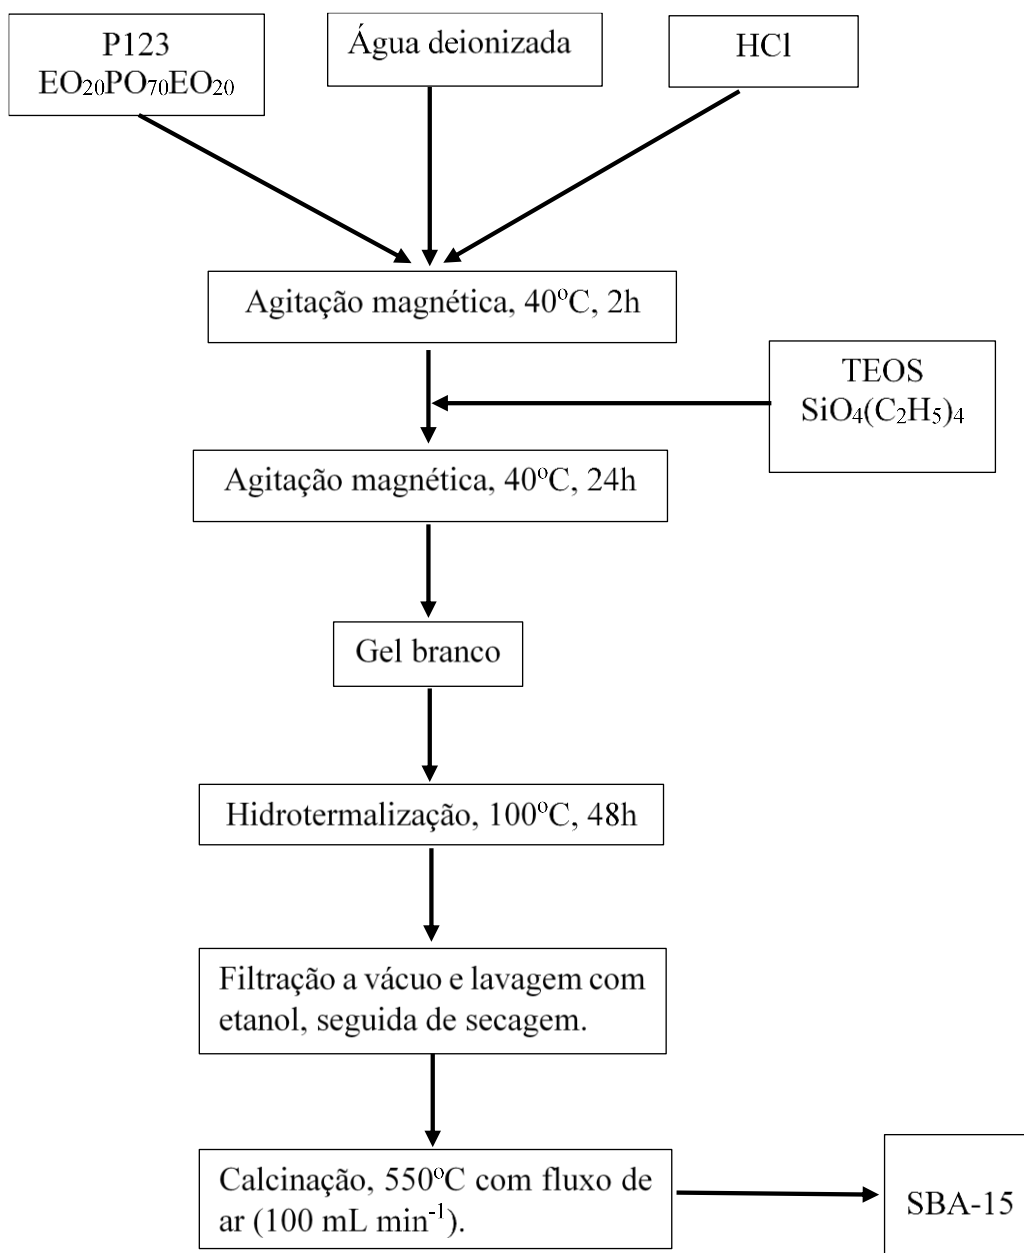 P123
EO₂₀PO₇₀EO₂₀
Água deionizada
HCl
Agitação magnética, 40ºC, 2h
TEOS
SiO₄(C₂H₅)₄
Agitação magnética, 40ºC, 24h
Gel branco
Hidrotermalização, 100ºC, 48h
Filtração a vácuo e lavagem com
etanol, seguida de secagem.
Calcinação, 550ºC com fluxo de
ar (100 mL min⁻¹).
SBA-15